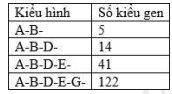 Kiểu hình Số kiểu gen
A-B- 5
A-B-D- 14
A-B-D-E- 41
A-B-D-E-G- 122